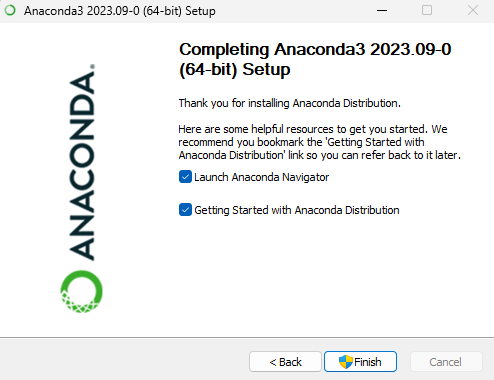 Anaconda3 2023.09-0 (64-bit) Setup
ANACONDA.
Completing Anaconda3 2023.09-0
(64-bit) Setup
Thank you for installing Anaconda Distribution.
Here are some helpful resources to get you started. We
recommend you bookmark the 'Getting Started with
Anaconda Distribution' link so you can refer back to it later.
Launch Anaconda Navigator
Getting Started with Anaconda Distribution
< Back
Finish
Cancel